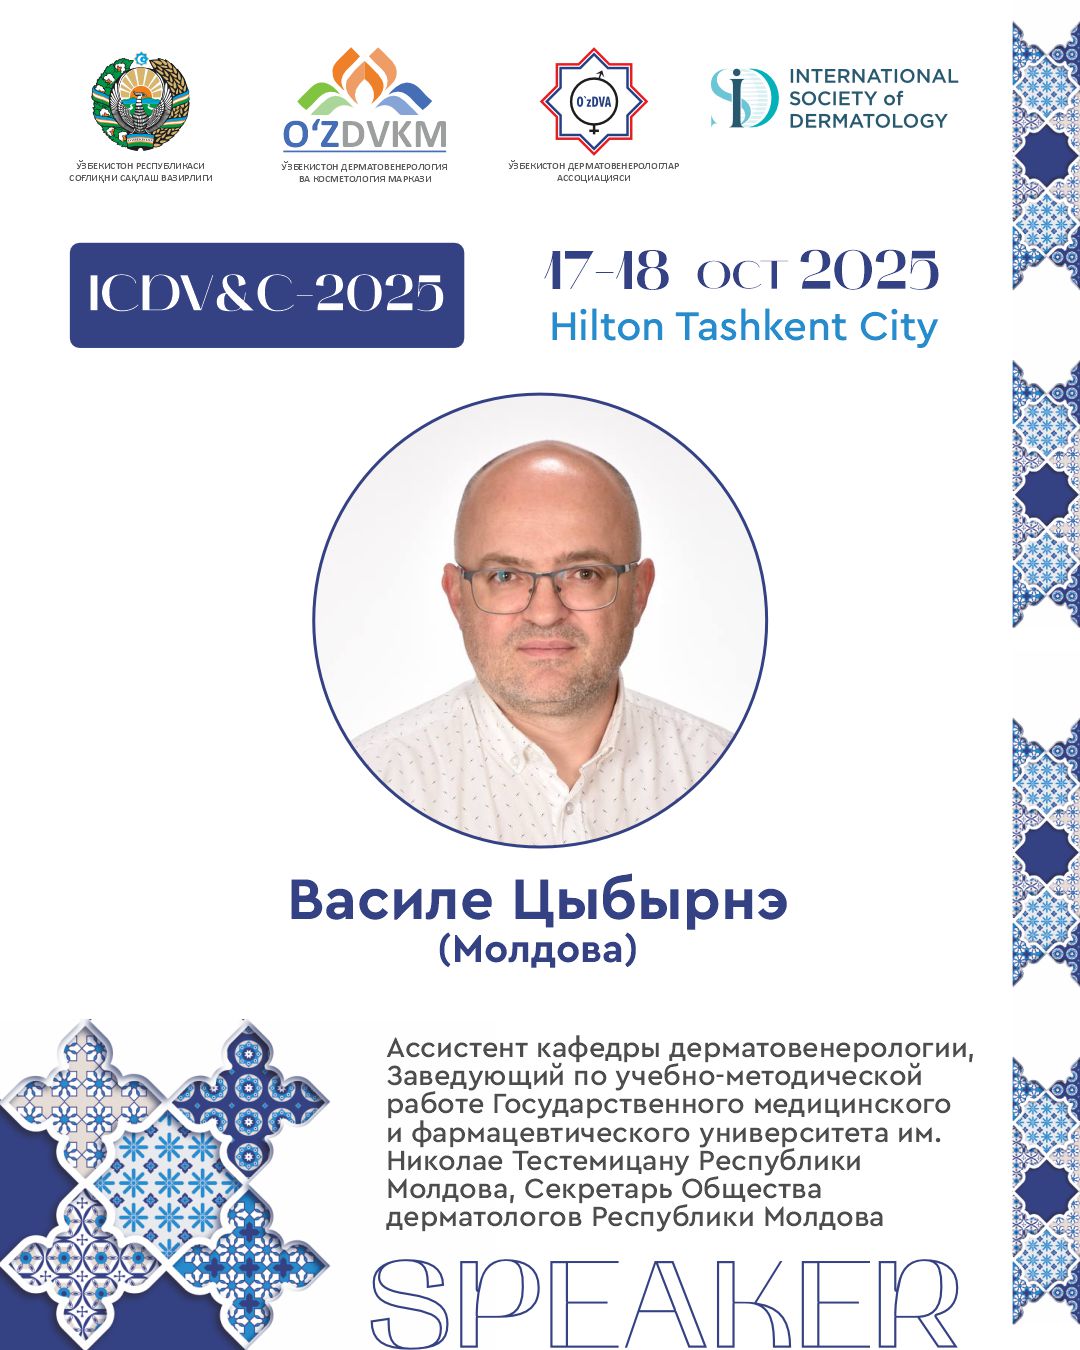 ЎЗБЕКИСТОН РЕСПУБЛИКАСИ
СОҒЛИҚНИ САҚЛАШ ВАЗИРЛИГИ
O‘ZDVKM
ЎЗБЕКИСТОН ДЕРМАТОВЕНЕРОЛОГИЯ
ВА КОСМЕТОЛОГИЯ МАРКАЗИ
O`zDVA
ЎЗБЕКИСТОН ДЕРМАТОВЕНЕРОЛОГЛАР
АССОЦИАЦИЯСИ
SiD
INTERNATIONAL
SOCIETY of
DERMATOLOGY
ICDV&C-2025
17-18 OCT 2025
Hilton Tashkent City
Василе Цыбырнэ
(Молдова)
Ассистент кафедры дерматовенерологии,
Заведующий по учебно-методической
работе Государственного медицинского
и фармацевтического университета им.
Николае Тестемицану Республики
Молдова, Секретарь Общества
дерматологов Республики Молдова
SPEAKER